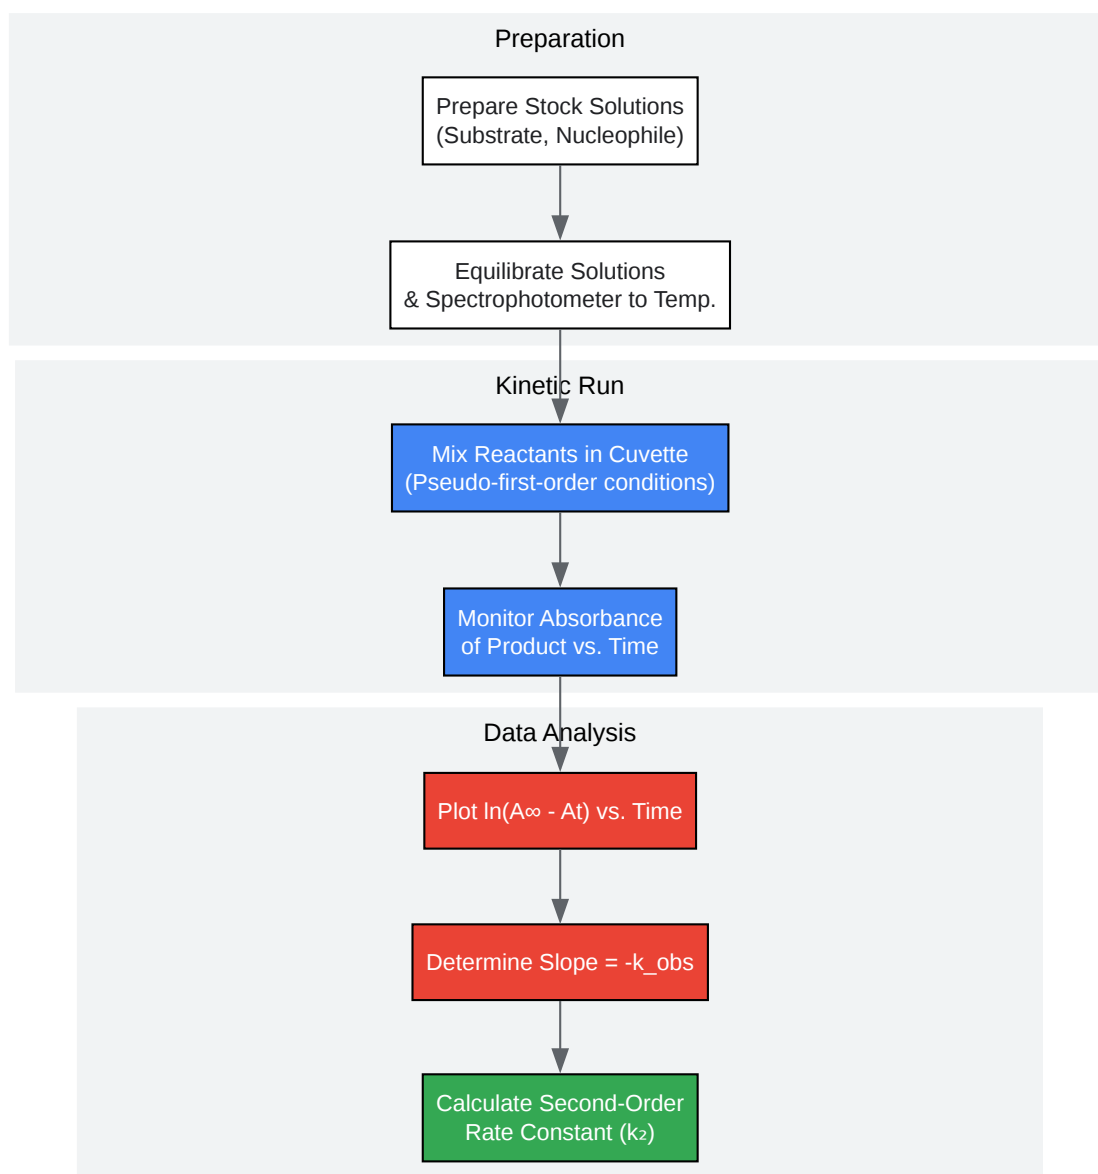 Preparation
Prepare Stock Solutions
(Substrate, Nucleophile)
Equilibrate Solutions
& Spectrophotometer to Temp.
Kinetic Run
Mix Reactants in Cuvette
(Pseudo-first-order conditions)
Monitor Absorbance
of Product vs. Time
Data Analysis
Plot ln(A∞ - At) vs. Time
Determine Slope = -k_obs
Calculate Second-Order
Rate Constant (k₂)